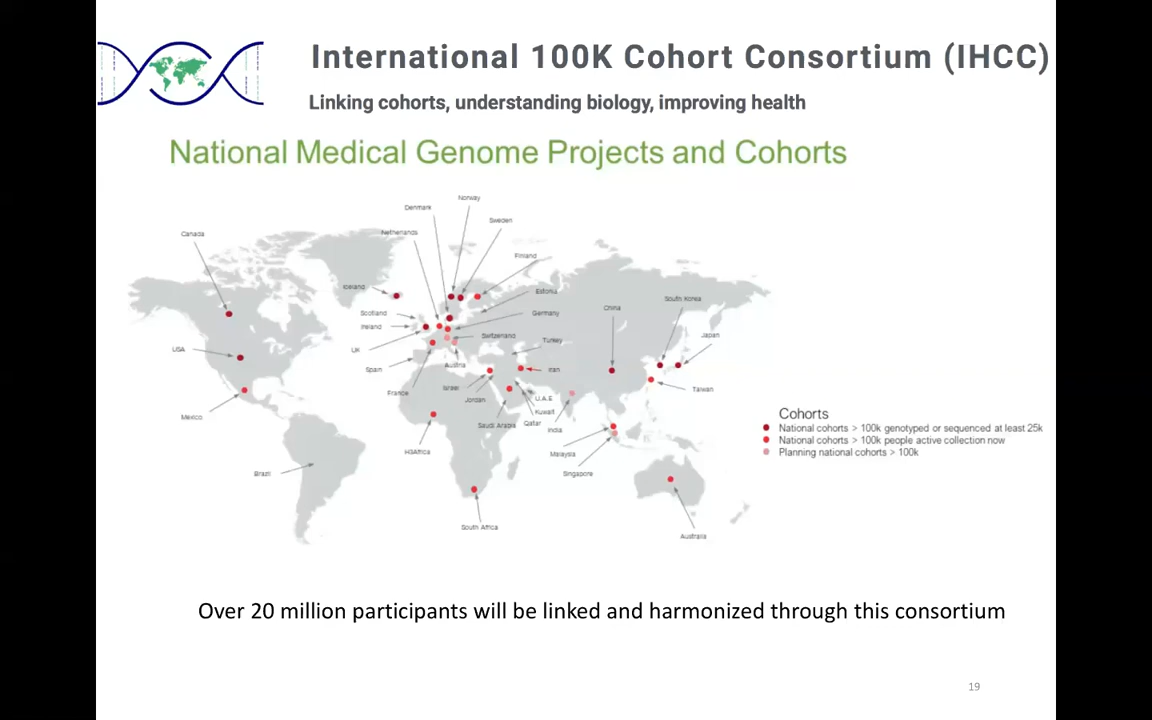 International 100K Cohort Consortium (IHCC)
Linking cohorts, understanding biology, improving health
National Medical Genome Projects and Cohorts
Norway
Denmark
Sweden
Netherlands
Canada
Finland
Iceland
Estonia
South Korea
China
Scotland
Germany
Ireland
Switzerland
Japan
Turkey
UK
USA
Spain
Austria
Iran
Israel
Taiwan
France
Jordan
U.A.E
Kuwait
Mexico
Saudi Arabia
Qatar
India
H3Africa
Malaysia
Brazil
Singapore
South Africa
Australia
Cohorts
National cohorts > 100k genotyped or sequenced at least 25k
National cohorts > 100k people active collection now
Planning national cohorts > 100k
Over 20 million participants will be linked and harmonized through this consortium
19